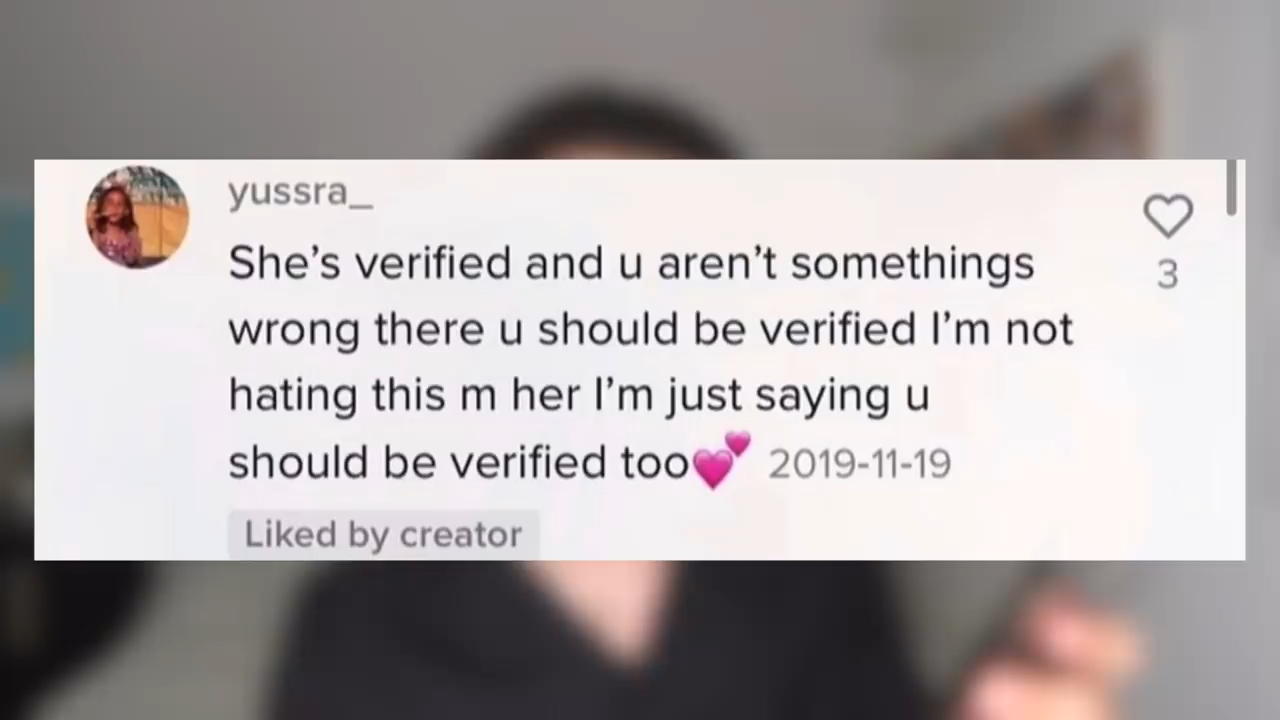 yussra_
She’s verified and u aren’t somethings
wrong there u should be verified I’m not
hating this m her I’m just saying u
should be verified too💕 2019-11-19
3
Liked by creator